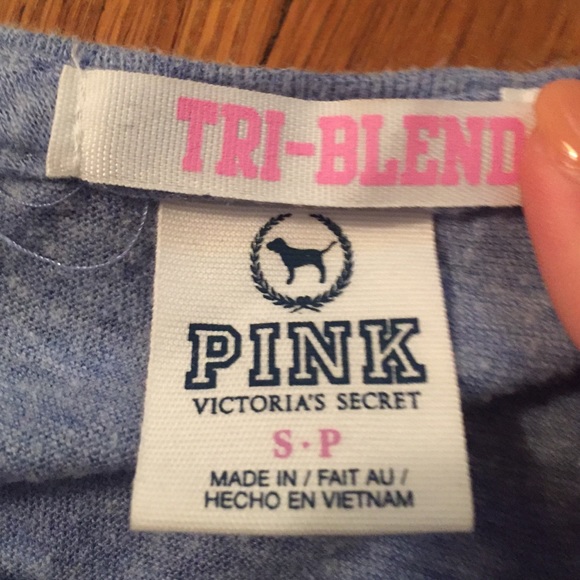 TRI-BLEND
PINK
VICTORIA'S SECRET
S·P
MADE IN / FAIT AU /
HECHO EN VIETNAM